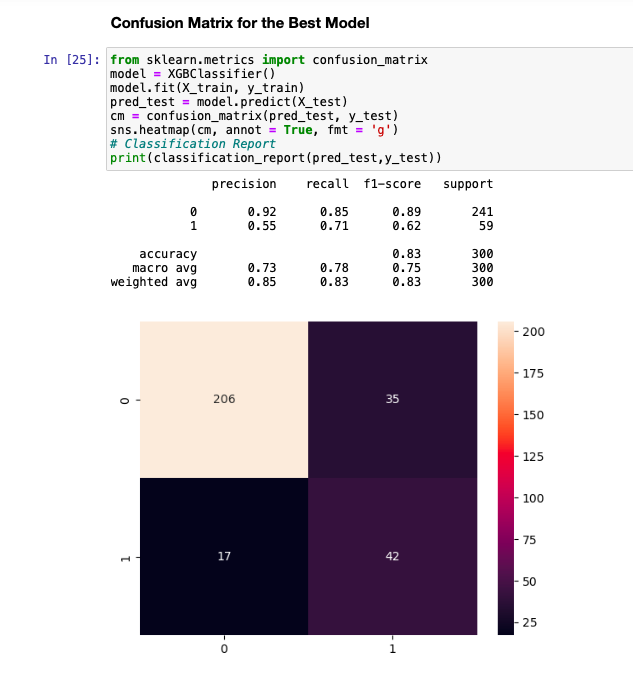 Confusion Matrix for the Best Model
In [25]: from sklearn.metrics import confusion_matrix
model = XGBClassifier()
model.fit(X_train, y_train)
pred_test = model.predict(X_test)
cm = confusion_matrix(pred_test, y_test)
sns.heatmap(cm, annot = True, fmt = 'g')
# Classification Report
print(classification_report(pred_test,y_test))
precision recall f1-score support
0 0.92 0.85 0.89 241
1 0.55 0.71 0.62 59
accuracy 0.83 300
macro avg 0.73 0.78 0.75 300
weighted avg 0.85 0.83 0.83 300
200
175
0 206 35
150
125
100
75
1 17 42
50
25
0 1